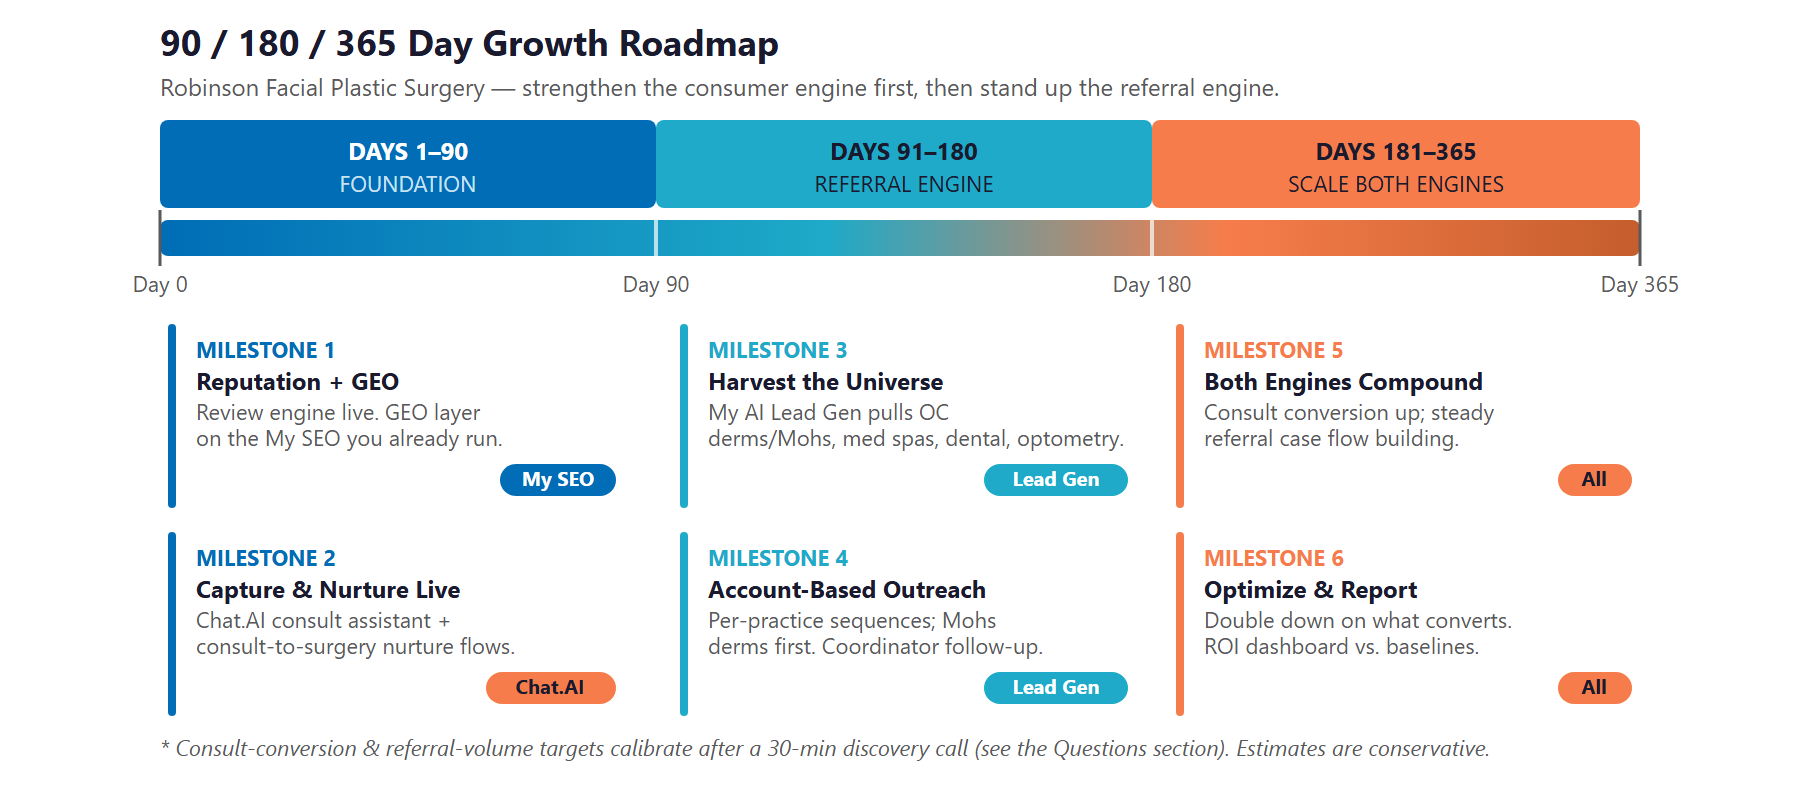 90 / 180 / 365 Day Growth Roadmap
Robinson Facial Plastic Surgery — strengthen the consumer engine first, then stand up the referral engine.
DAYS 1–90
FOUNDATION
DAYS 91–180
REFERRAL ENGINE
DAYS 181–365
SCALE BOTH ENGINES
Day 0
Day 90
Day 180
Day 365
MILESTONE 1
Reputation + GEO
Review engine live. GEO layer
on the My SEO you already run.
My SEO
MILESTONE 3
Harvest the Universe
My AI Lead Gen pulls OC
derms/Mohs, med spas, dental, optometry.
Lead Gen
MILESTONE 5
Both Engines Compound
Consult conversion up; steady
referral case flow building.
All
MILESTONE 2
Capture & Nurture Live
Chat.AI consult assistant +
consult-to-surgery nurture flows.
Chat.AI
MILESTONE 4
Account-Based Outreach
Per-practice sequences; Mohs
derms first. Coordinator follow-up.
Lead Gen
MILESTONE 6
Optimize & Report
Double down on what converts.
ROI dashboard vs. baselines.
All
* Consult-conversion & referral-volume targets calibrate after a 30-min discovery call (see the Questions section). Estimates are conservative.